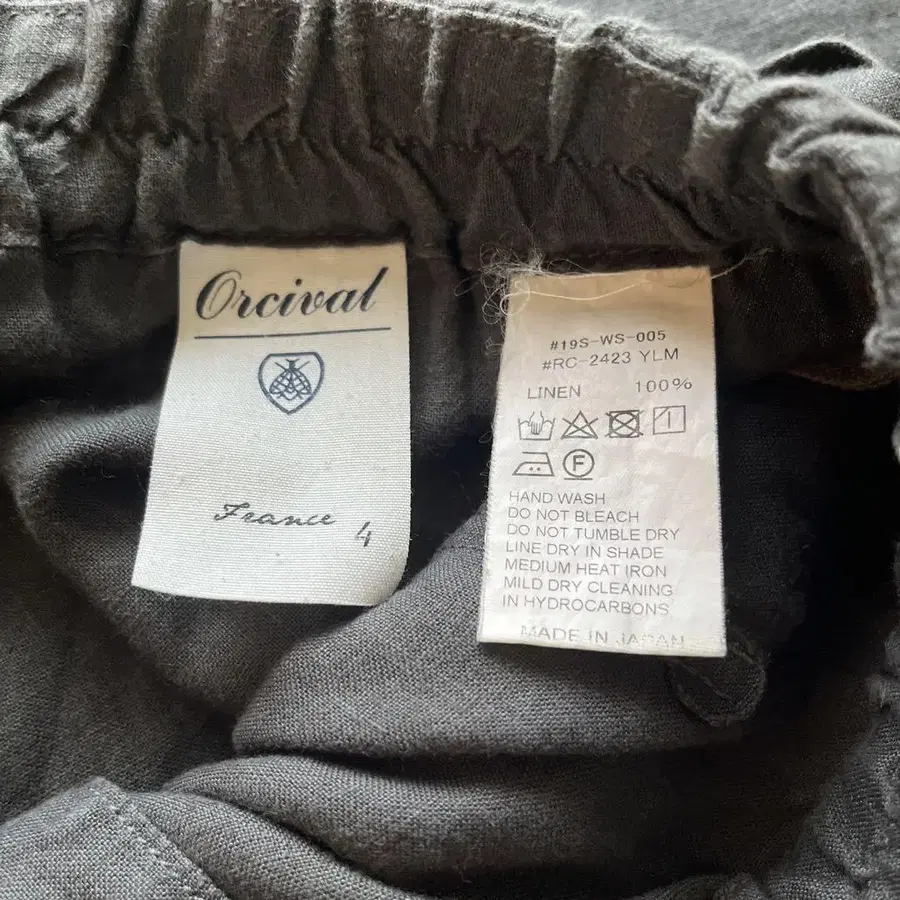 Orcival
France
4
#19S-WS-005
#RC-2423 YLM
LINEN 100%
F
HAND WASH
DO NOT BLEACH
DO NOT TUMBLE DRY
LINE DRY IN SHADE
MEDIUM HEAT IRON
MILD DRY CLEANING
IN HYDROCARBONS
MADE IN JAPAN